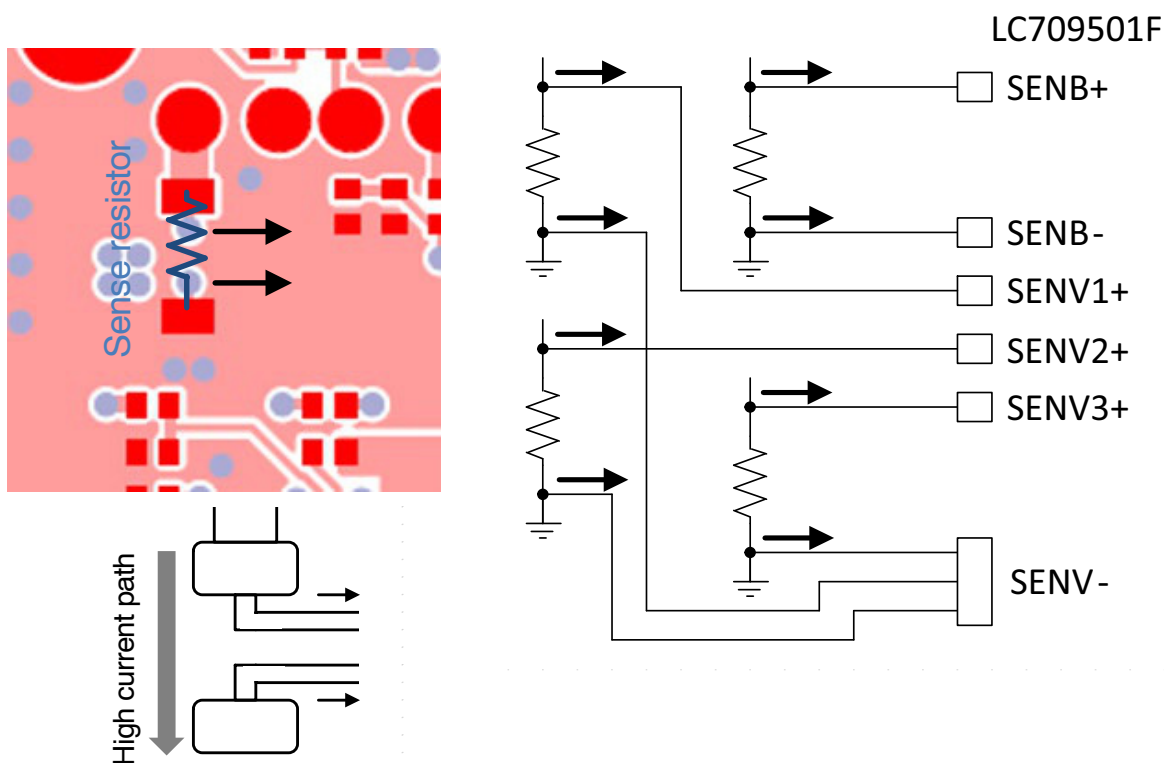 LC709501F
SENB+
SENB-
SENV1+
SENV2+
SENV3+
SENV-
Sense resistor
High current path